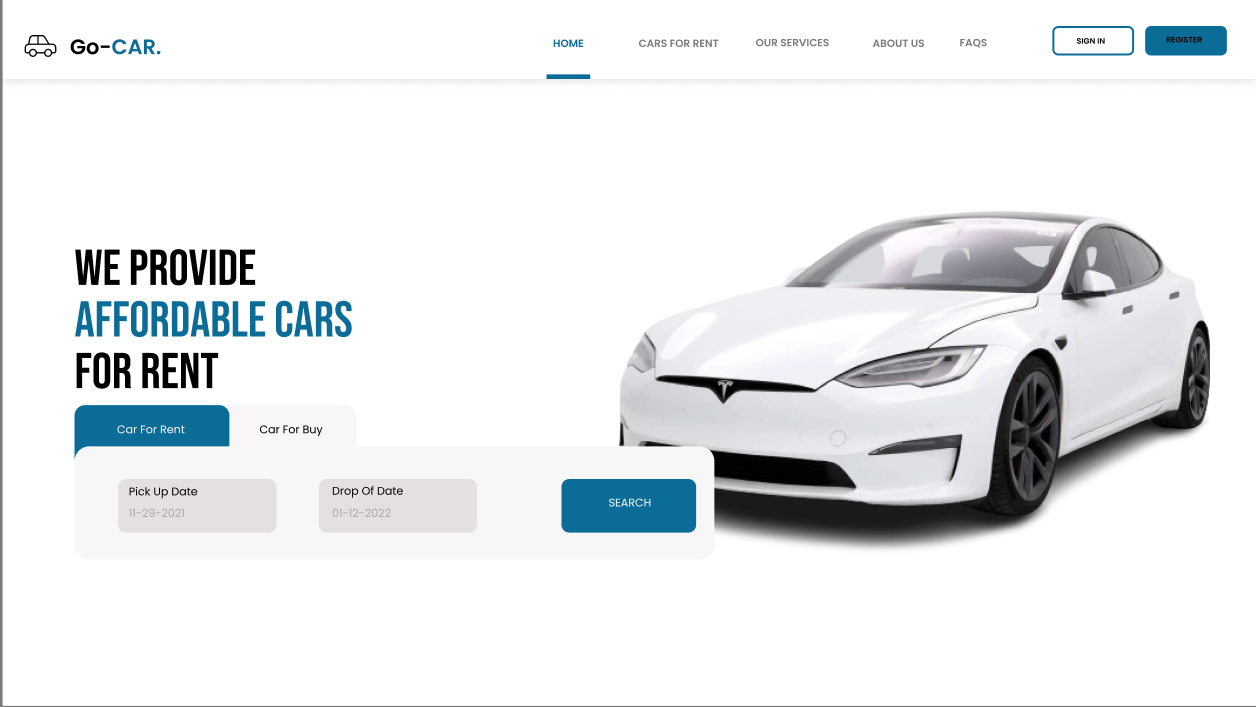 Go-CAR.
HOME
CARS FOR RENT
OUR SERVICES
ABOUT US
FAQS
SIGN IN
REGISTER
WE PROVIDE
AFFORDABLE CARS
FOR RENT
Car For Rent
Car For Buy
Pick Up Date
11-29-2021
Drop Of Date
01-12-2022
SEARCH